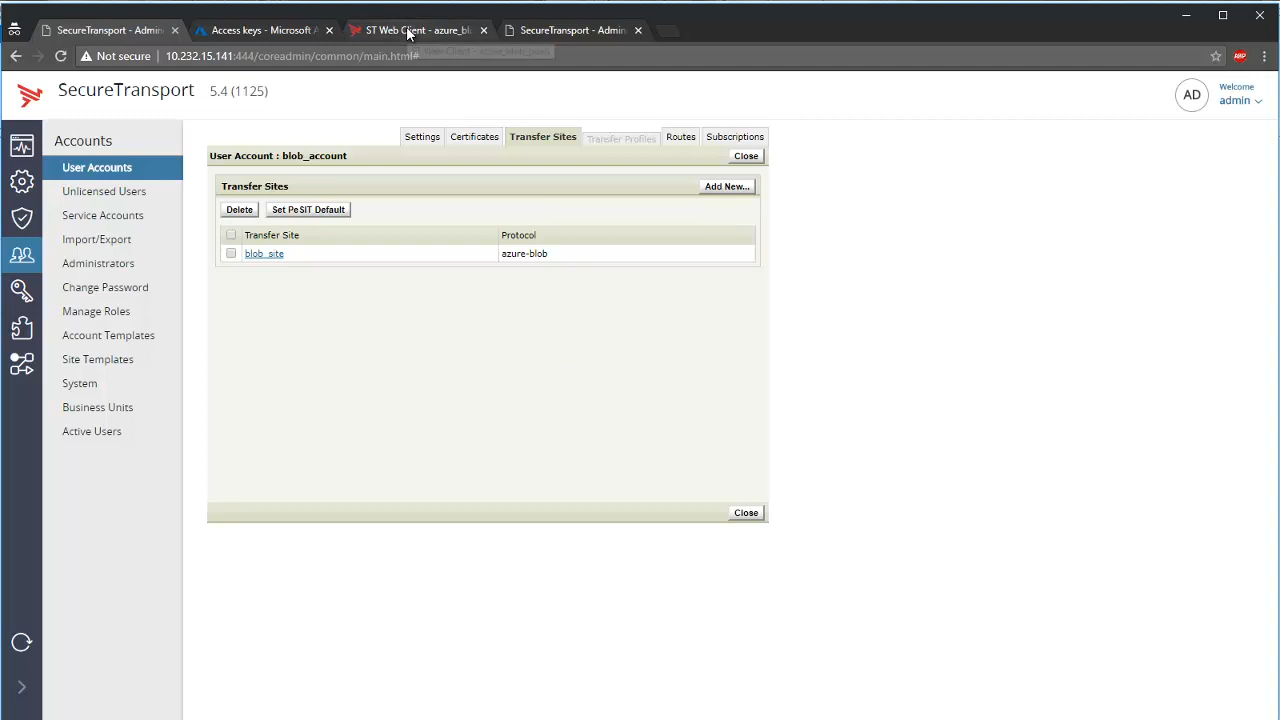 SecureTransport - Admin
Access keys - Microsoft A
ST Web Client - azure_bl
SecureTransport - Admin
Not secure | 10.232.15.141:444/coreadmin/common/main.html#
ABP
SecureTransport 5.4 (1125)
AD
Welcome
admin
Accounts
User Accounts
Unlicensed Users
Service Accounts
Import/Export
Administrators
Change Password
Manage Roles
Account Templates
Site Templates
System
Business Units
Active Users
Settings Certificates Transfer Sites Transfer Profiles Routes Subscriptions
User Account : blob_account Close
Transfer Sites Add New...
Delete Set PeSIT Default
Transfer Site Protocol
blob_site azure-blob
Close